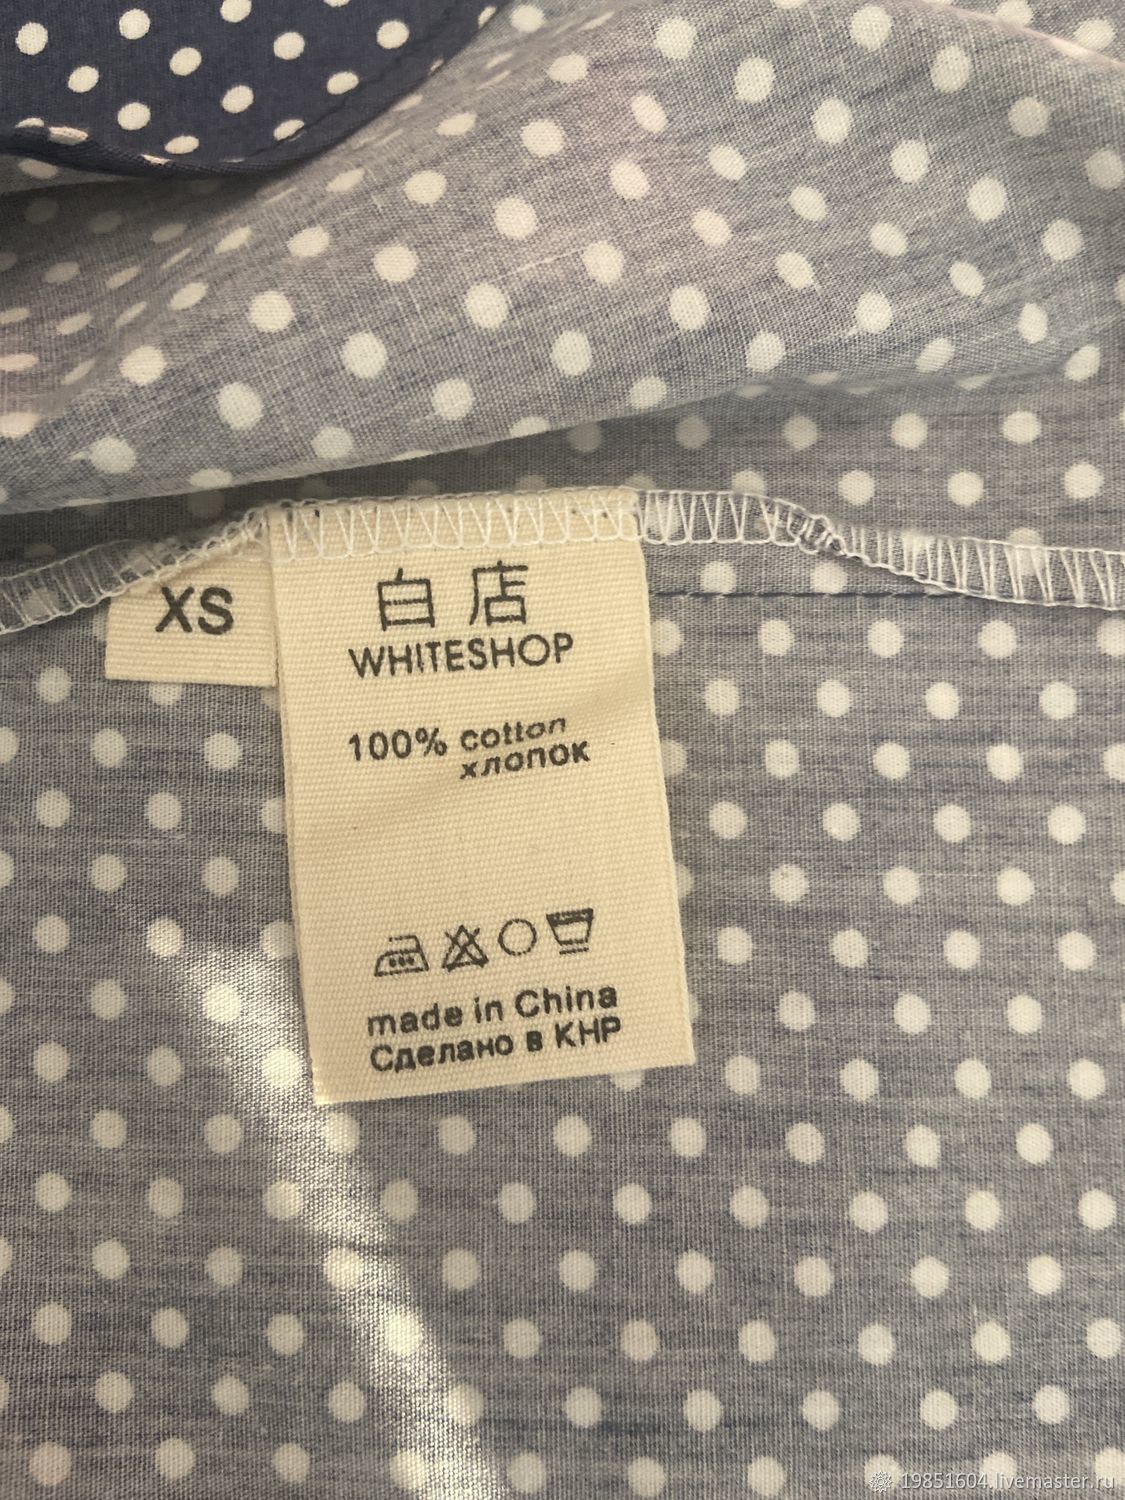 XS
白店
WHITESHOP
100% cotton
хлопок
made in China
Сделано в КНР
19851604.livemaster.ru